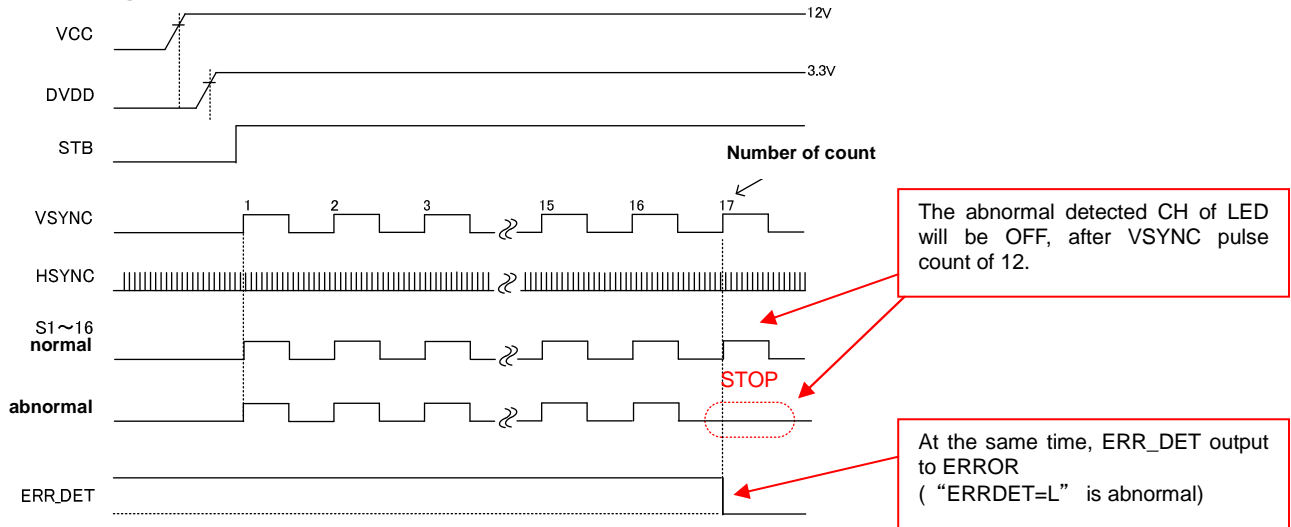 VCC
12V
DVDD
3.3V
STB
Number of count
VSYNC
1 2 3 15 16 17
HSYNC
S1～16
normal
STOP
abnormal
ERR_DET
The abnormal detected CH of LED
will be OFF, after VSYNC pulse
count of 12.
At the same time, ERR_DET output
to ERROR
( “ERRDET=L” is abnormal)